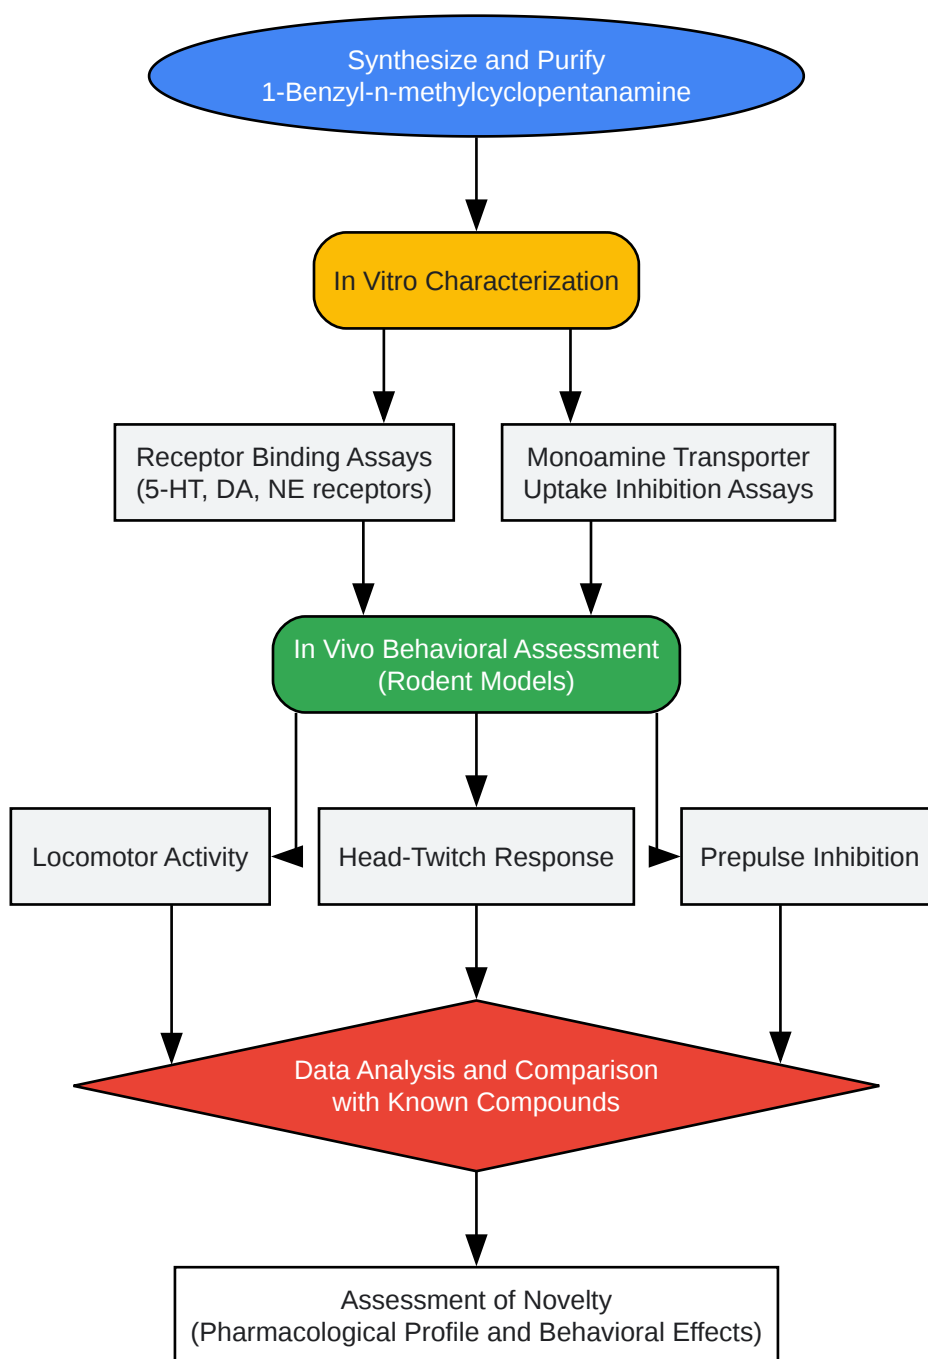 Synthesize and Purify
1-Benzyl-n-methylcyclopentanamine
In Vitro Characterization
Receptor Binding Assays
(5-HT, DA, NE receptors)
Monoamine Transporter
Uptake Inhibition Assays
In Vivo Behavioral Assessment
(Rodent Models)
Locomotor Activity
Head-Twitch Response
Prepulse Inhibition
Data Analysis and Comparison
with Known Compounds
Assessment of Novelty
(Pharmacological Profile and Behavioral Effects)